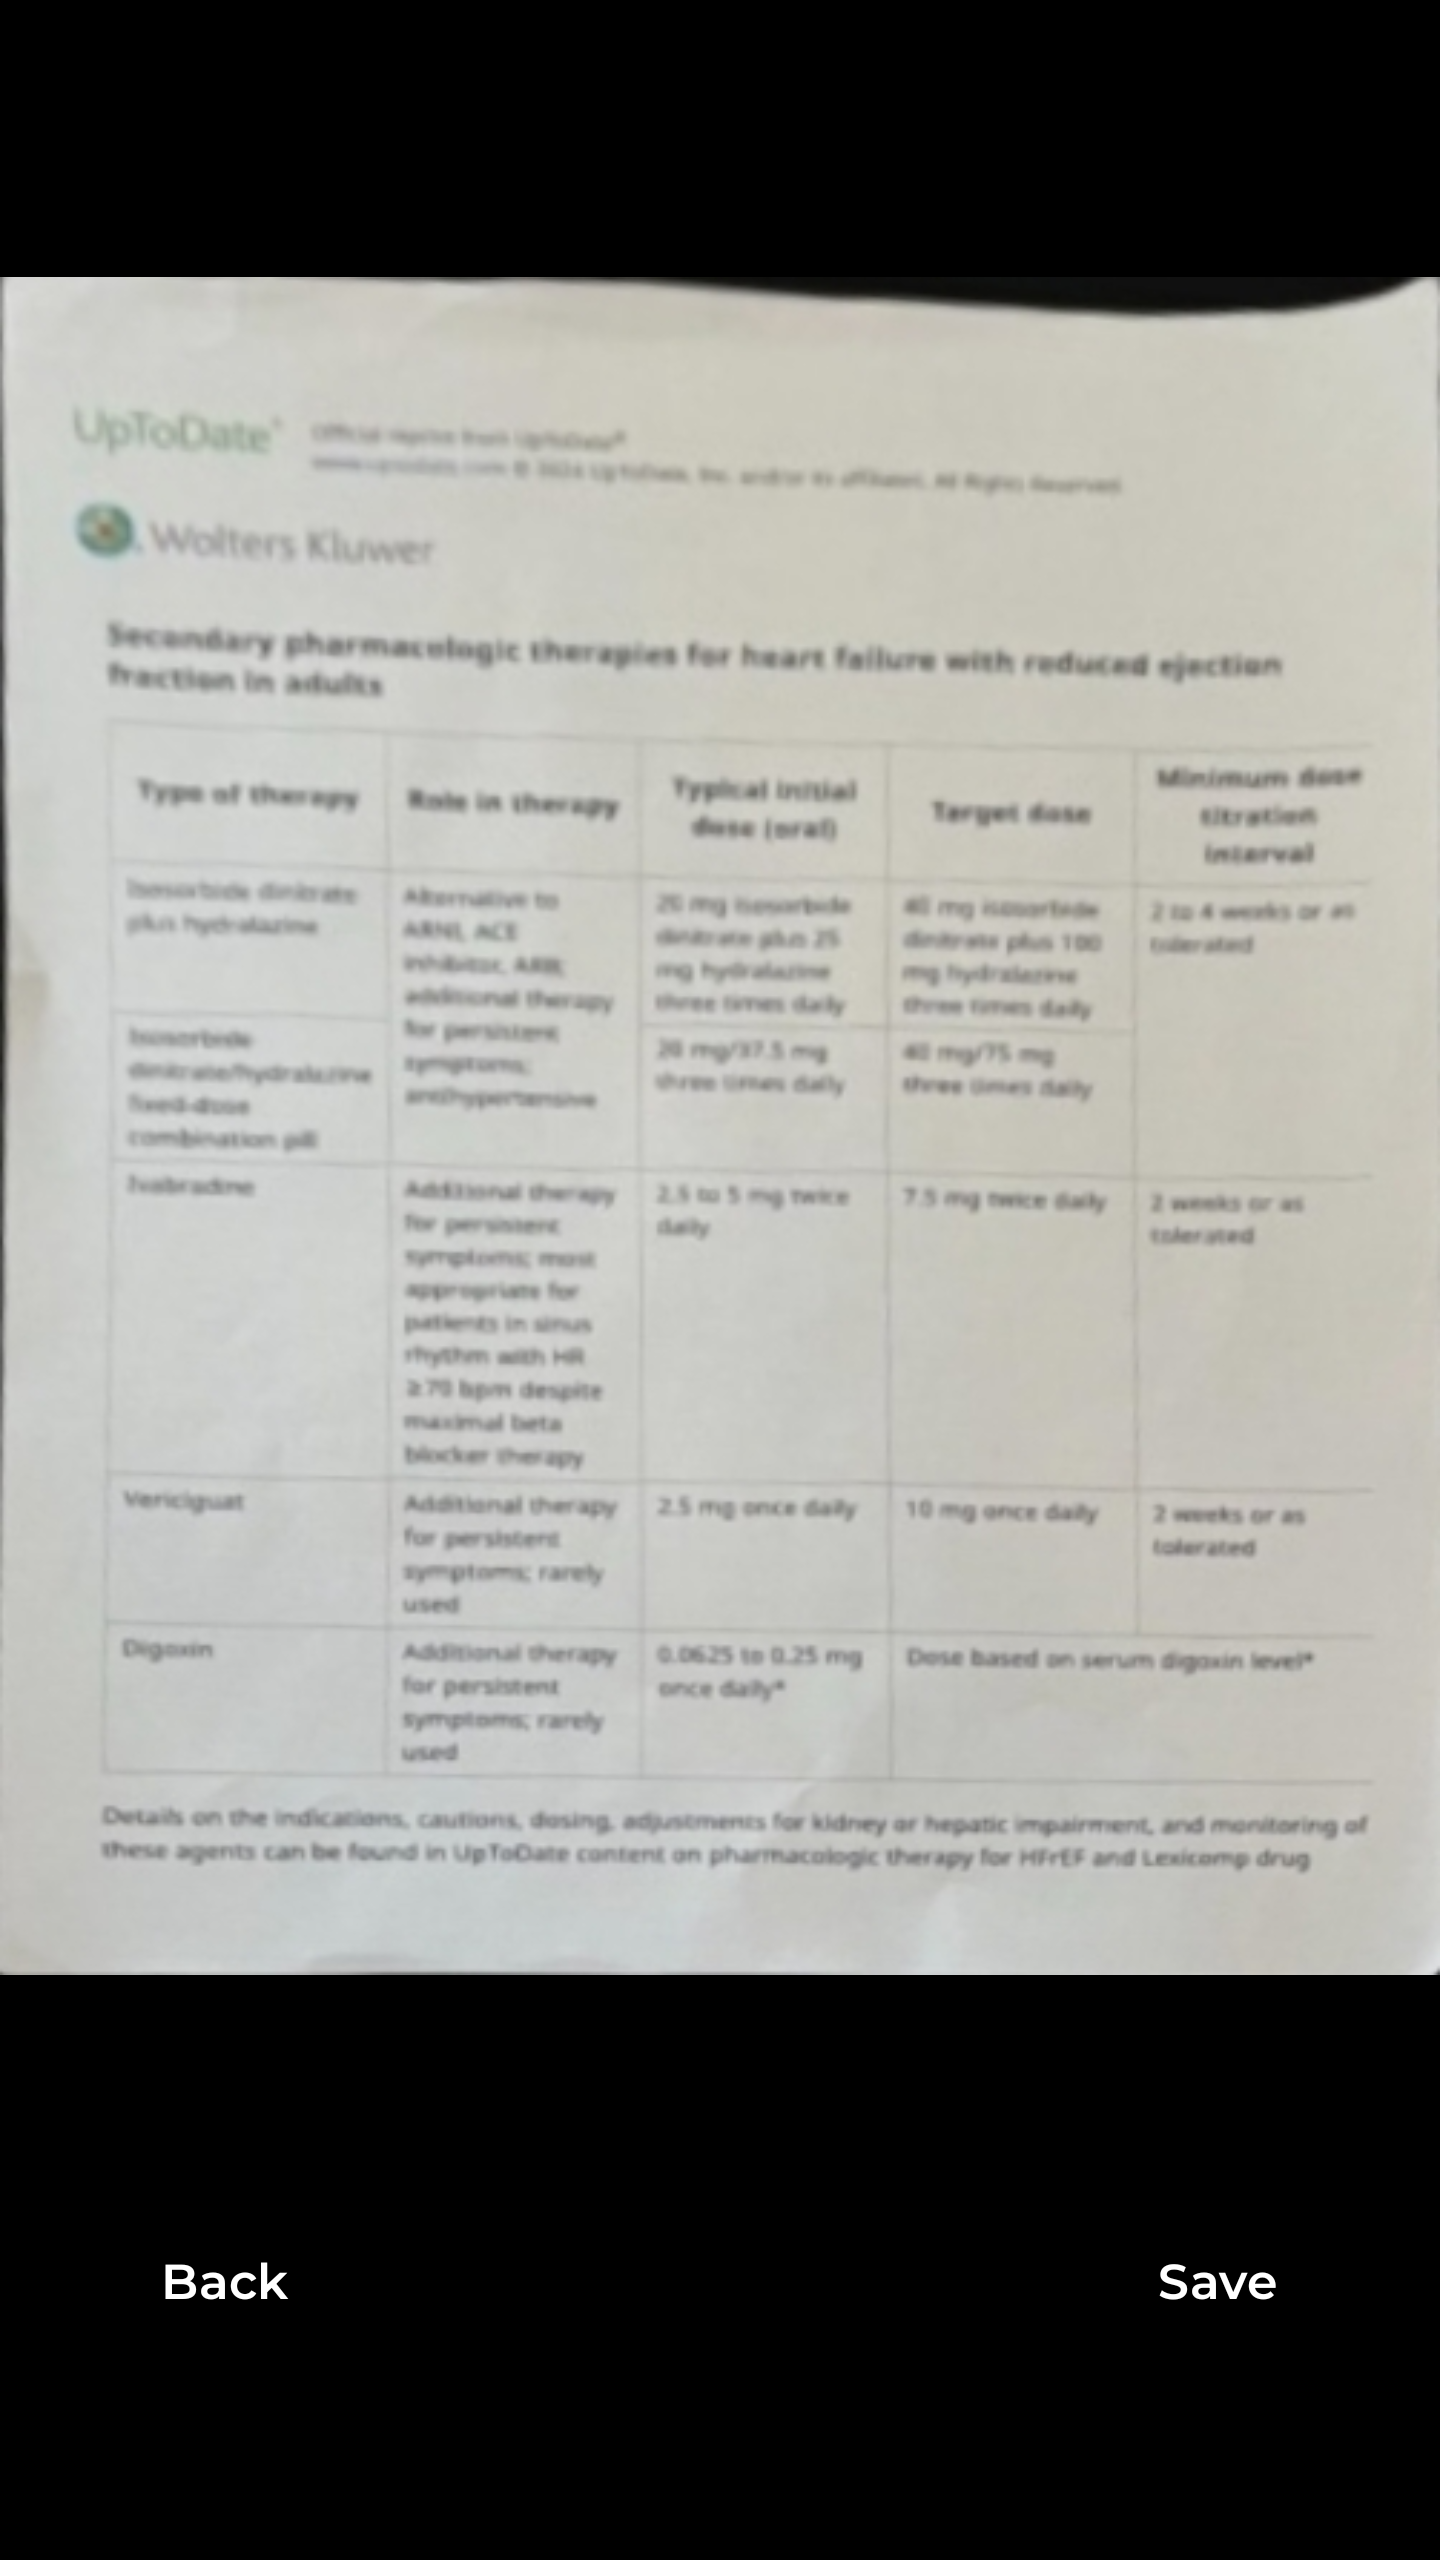 UpToDate®
Official reprint from UpToDate®
www.uptodate.com © 2024 UpToDate, Inc. and/or its affiliates. All Rights Reserved.
Wolters Kluwer
Secondary pharmacologic therapies for heart failure with reduced ejection
fraction in adults
Type of therapy
Role in therapy
Typical initial
dose (oral)
Target dose
Minimum dose
titration
interval
Isosorbide dinitrate
plus hydralazine
Alternative to
ARNI, ACE
inhibitor, ARB;
additional therapy
for persistent
symptoms;
antihypertensive
20 mg isosorbide
dinitrate plus 25
mg hydralazine
three times daily
40 mg isosorbide
dinitrate plus 100
mg hydralazine
three times daily
2 to 4 weeks or as
tolerated
Isosorbide
dinitrate/hydralazine
fixed-dose
combination pill
20 mg/37.5 mg
three times daily
40 mg/75 mg
three times daily
Ivabradine
Additional therapy
for persistent
symptoms; most
appropriate for
patients in sinus
rhythm with HR
≥70 bpm despite
maximal beta
blocker therapy
2.5 to 5 mg twice
daily
7.5 mg twice daily
2 weeks or as
tolerated
Vericiguat
Additional therapy
for persistent
symptoms; rarely
used
2.5 mg once daily
10 mg once daily
2 weeks or as
tolerated
Digoxin
Additional therapy
for persistent
symptoms; rarely
used
0.0625 to 0.25 mg
once daily*
Dose based on serum digoxin level*
Details on the indications, cautions, dosing, adjustments for kidney or hepatic impairment, and monitoring of
these agents can be found in UpToDate content on pharmacologic therapy for HFrEF and Lexicomp drug
Back
Save